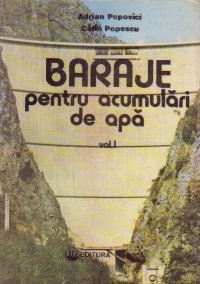 Adrian Popovici
Călin Popescu
BARAJE
pentru acumulări
de apă
vol. I
EDITURA